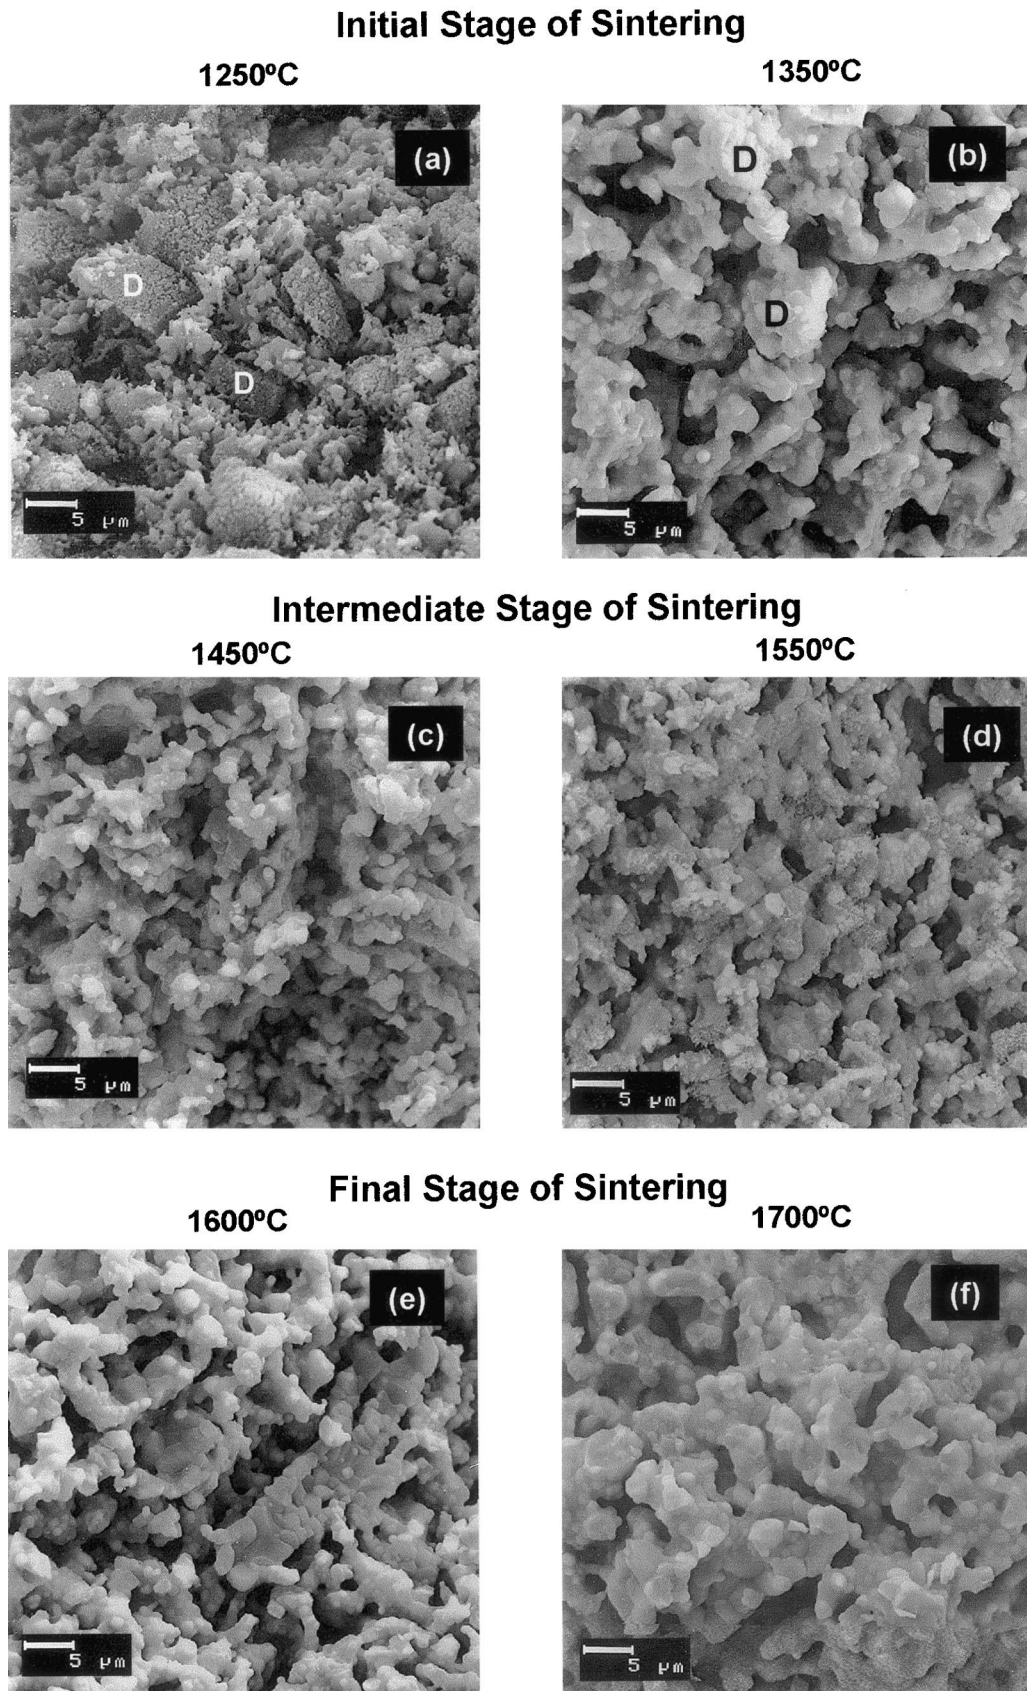 Initial Stage of Sintering
1250ºC
1350ºC
(a)
(b)
D
D
D
D
5 µm
5 µm
Intermediate Stage of Sintering
1450ºC
1550ºC
(c)
(d)
5 µm
5 µm
Final Stage of Sintering
1600ºC
1700ºC
(e)
(f)
5 µm
5 µm